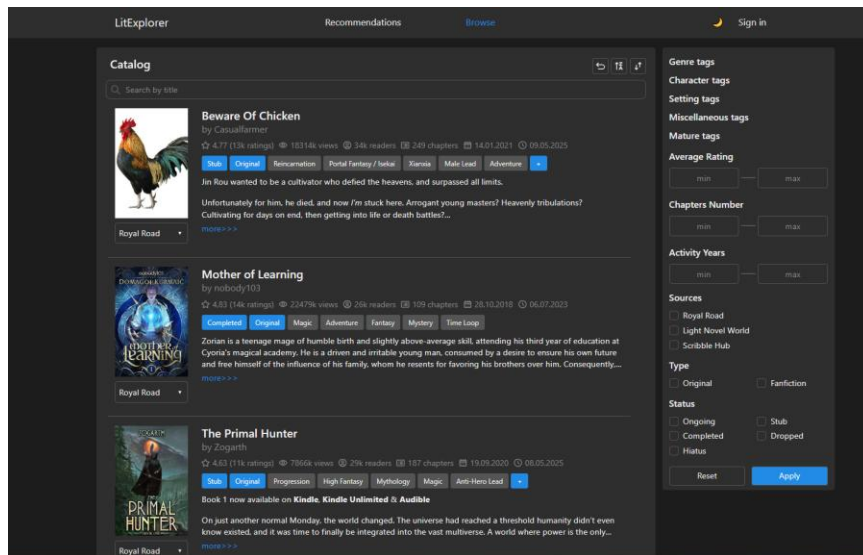 LitExplorer
Recommendations
Browse
Sign in
Catalog
Search by title
Beware Of Chicken
by Casualfarmer
4,77 (13k ratings) 18314k views 34k readers 249 chapters 14.01.2021 09.05.2025
Stub Original Reincarnation Portal Fantasy / Isekai Xianxia Male Lead Adventure +
Jin Rou wanted to be a cultivator who defied the heavens, and surpassed all limits.
Unfortunately for him, he died, and now I'm stuck here. Arrogant young masters? Heavenly tribulations?
Cultivating for days on end, then getting into life or death battles?...
more>>>
Royal Road
Mother of Learning
by nobody103
4,83 (14k ratings) 22479k views 26k readers 109 chapters 28.10.2018 06.07.2023
Completed Original Magic Adventure Fantasy Mystery Time Loop
Zorian is a teenage mage of humble birth and slightly above-average skill, attending his third year of education at
Cyoria's magical academy. He is a driven and irritable young man, consumed by a desire to ensure his own future
and free himself of the influence of his family, whom he resents for favoring his brothers over him. Consequently,...
more>>>
DOMAGOJ KURMAIC
MOTHER of
LEARNING
1
Royal Road
The Primal Hunter
by Zogarth
4,63 (11k ratings) 7866k views 29k readers 187 chapters 19.09.2020 08.05.2025
Stub Original Progression High Fantasy Mythology Magic Anti-Hero Lead +
Book 1 now available on Kindle, Kindle Unlimited & Audible
On just another normal Monday, the world changed. The universe had reached a threshold humanity didn't even
know existed, and it was time to finally be integrated into the vast multiverse. A world where power is the only...
more>>>
ZOGARTH
THE
PRIMAL
HUNTER
Royal Road
Genre tags
Character tags
Setting tags
Miscellaneous tags
Mature tags
Average Rating
min — max
Chapters Number
min — max
Activity Years
min — max
Sources
Royal Road
Light Novel World
Scribble Hub
Type
Original Fanfiction
Status
Ongoing Stub
Completed Dropped
Hiatus
Reset Apply